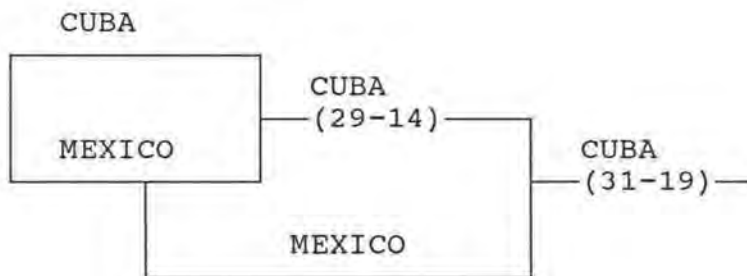 CUBA
CUBA
(29-14)
MEXICO
CUBA
(31-19)
MEXICO